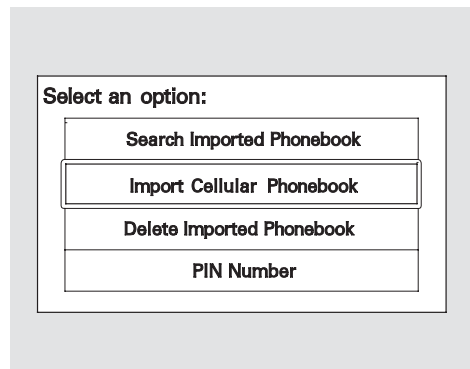 Select an option:
Search Imported Phonebook
Import Cellular Phonebook
Delete Imported Phonebook
PIN Number